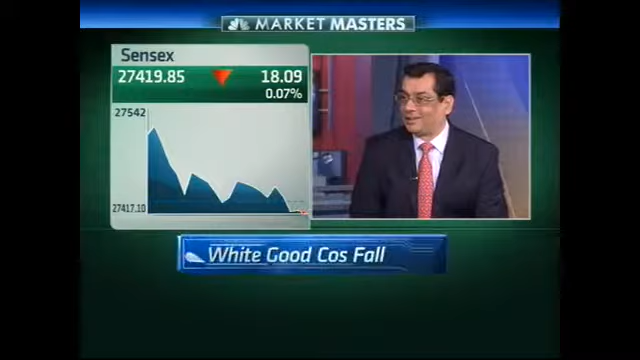 MARKET MASTERS
Sensex
27419.85 18.09
0.07%
27542
27417.10
White Good Cos Fall